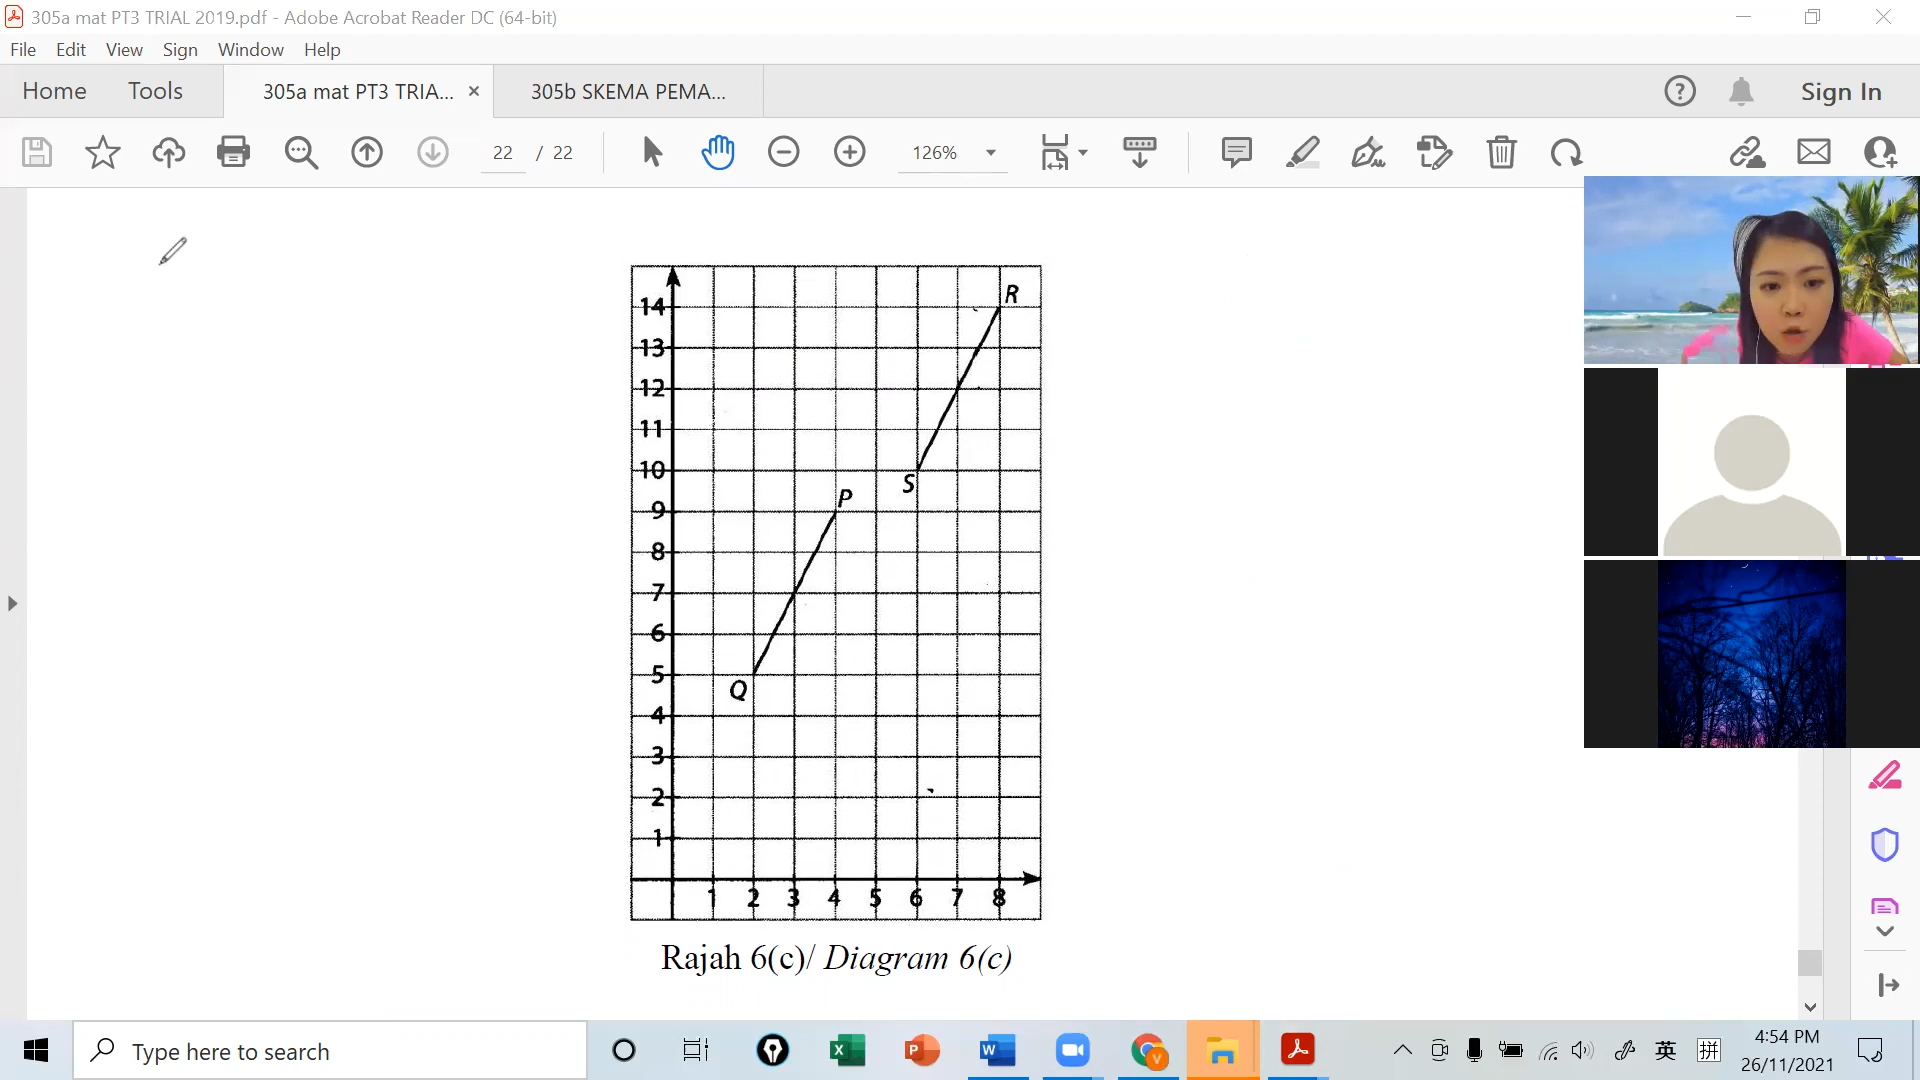 305a mat PT3 TRIAL 2019.pdf - Adobe Acrobat Reader DC (64-bit)
File Edit View Sign Window Help
Home Tools 305a mat PT3 TRIA... × 305b SKEMA PEMA... Sign In
22 / 22 126%
R
14
13
12
11
10
S
P
9
8
7
6
5
Q
4
3
2
1
1 2 3 4 5 6 7 8
Rajah 6(c)/ Diagram 6(c)
Type here to search
英 拼
4:54 PM
26/11/2021